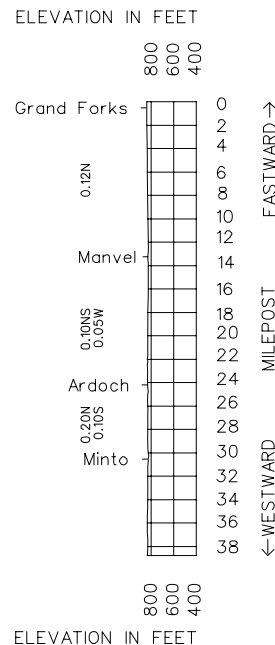 ELEVATION IN FEET
800 600 400
Grand Forks
0
2
4
0.12N
6
8
10
12
Manvel
14
16
0.10NS
0.05W
18
20
22
Ardoch
24
0.20N
0.10S
26
28
Minto
30
32
34
36
38
EASTWARD →
MILEPOST
← WESTWARD
800 600 400
ELEVATION IN FEET